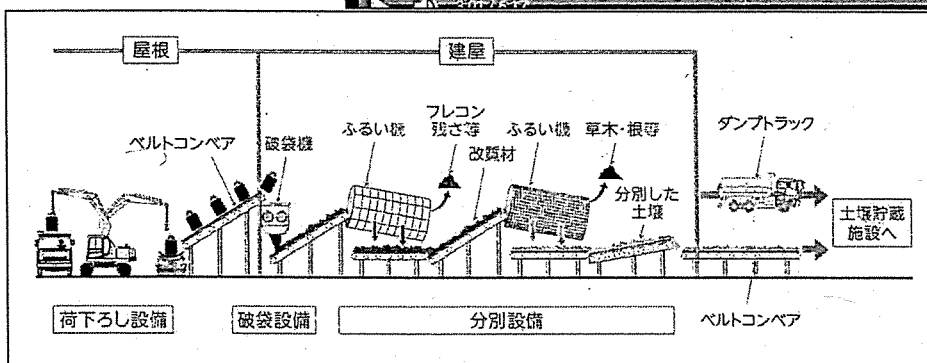 屋根
建屋
ベルトコンベア
破袋機
ふるい機
フレコン
残さ等
改質材
ふるい機
草木・根等
分別した
土壌
ダンプトラック
土壌貯蔵
施設へ
荷下ろし設備
破袋設備
分別設備
ベルトコンベア